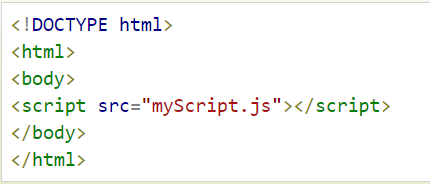 <!DOCTYPE html>
<html>
<body>
<script src="myScript.js"></script>
</body>
</html>